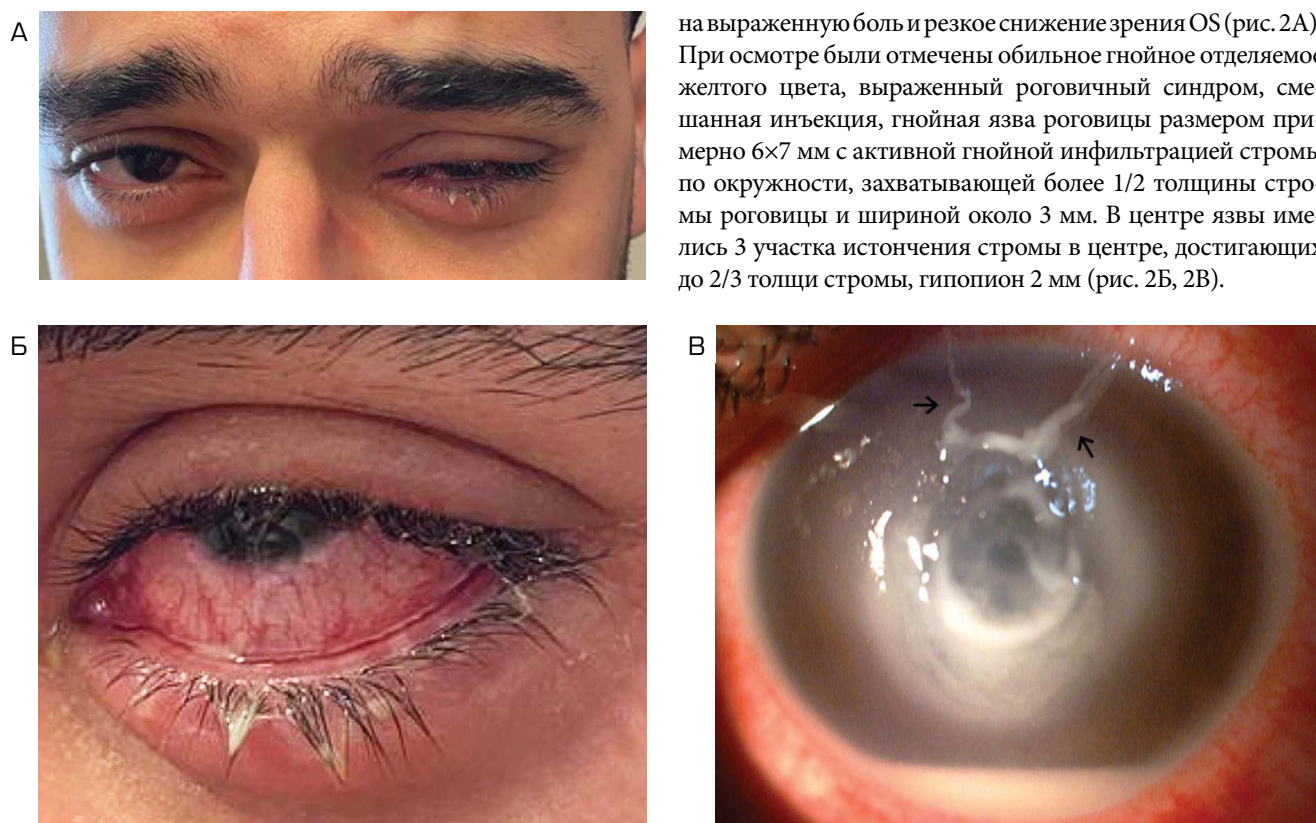 А
на выраженную боль и резкое снижение зрения OS (рис. 2А)
При осмотре были отмечены обильное гнойное отделяемое
желтого цвета, выраженный роговичный синдром, сме-
шанная инъекция, гнойная язва роговицы размером при-
мерно 6×7 мм с активной гнойной инфильтрацией стромы
по окружности, захватывающей более 1/2 толщины стро-
мы роговицы и шириной около 3 мм. В центре язвы име-
лись 3 участка истончения стромы в центре, достигающих
до 2/3 толщи стромы, гипопион 2 мм (рис. 2Б, 2В).
Б
В